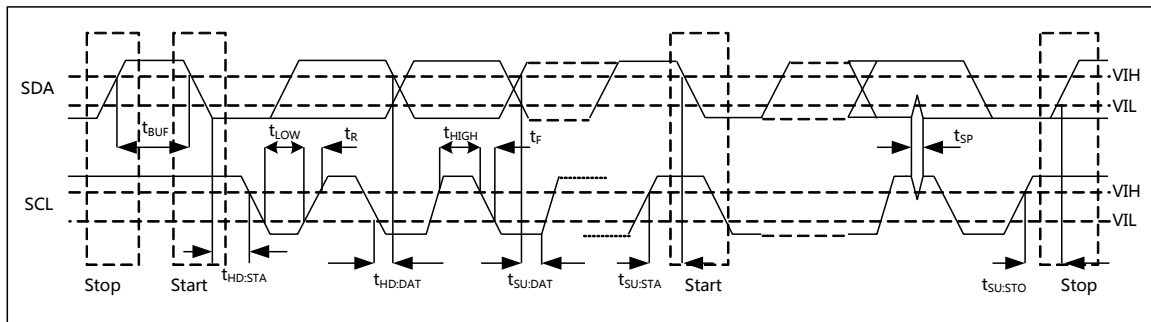 SDA
VIH
VIL
tBUF
tLOW
tR
tHIGH
tF
tSP
SCL
VIH
VIL
Stop
Start
tHD:STA
tHD:DAT
tSU:DAT
tSU:STA
Start
tSU:STO
Stop